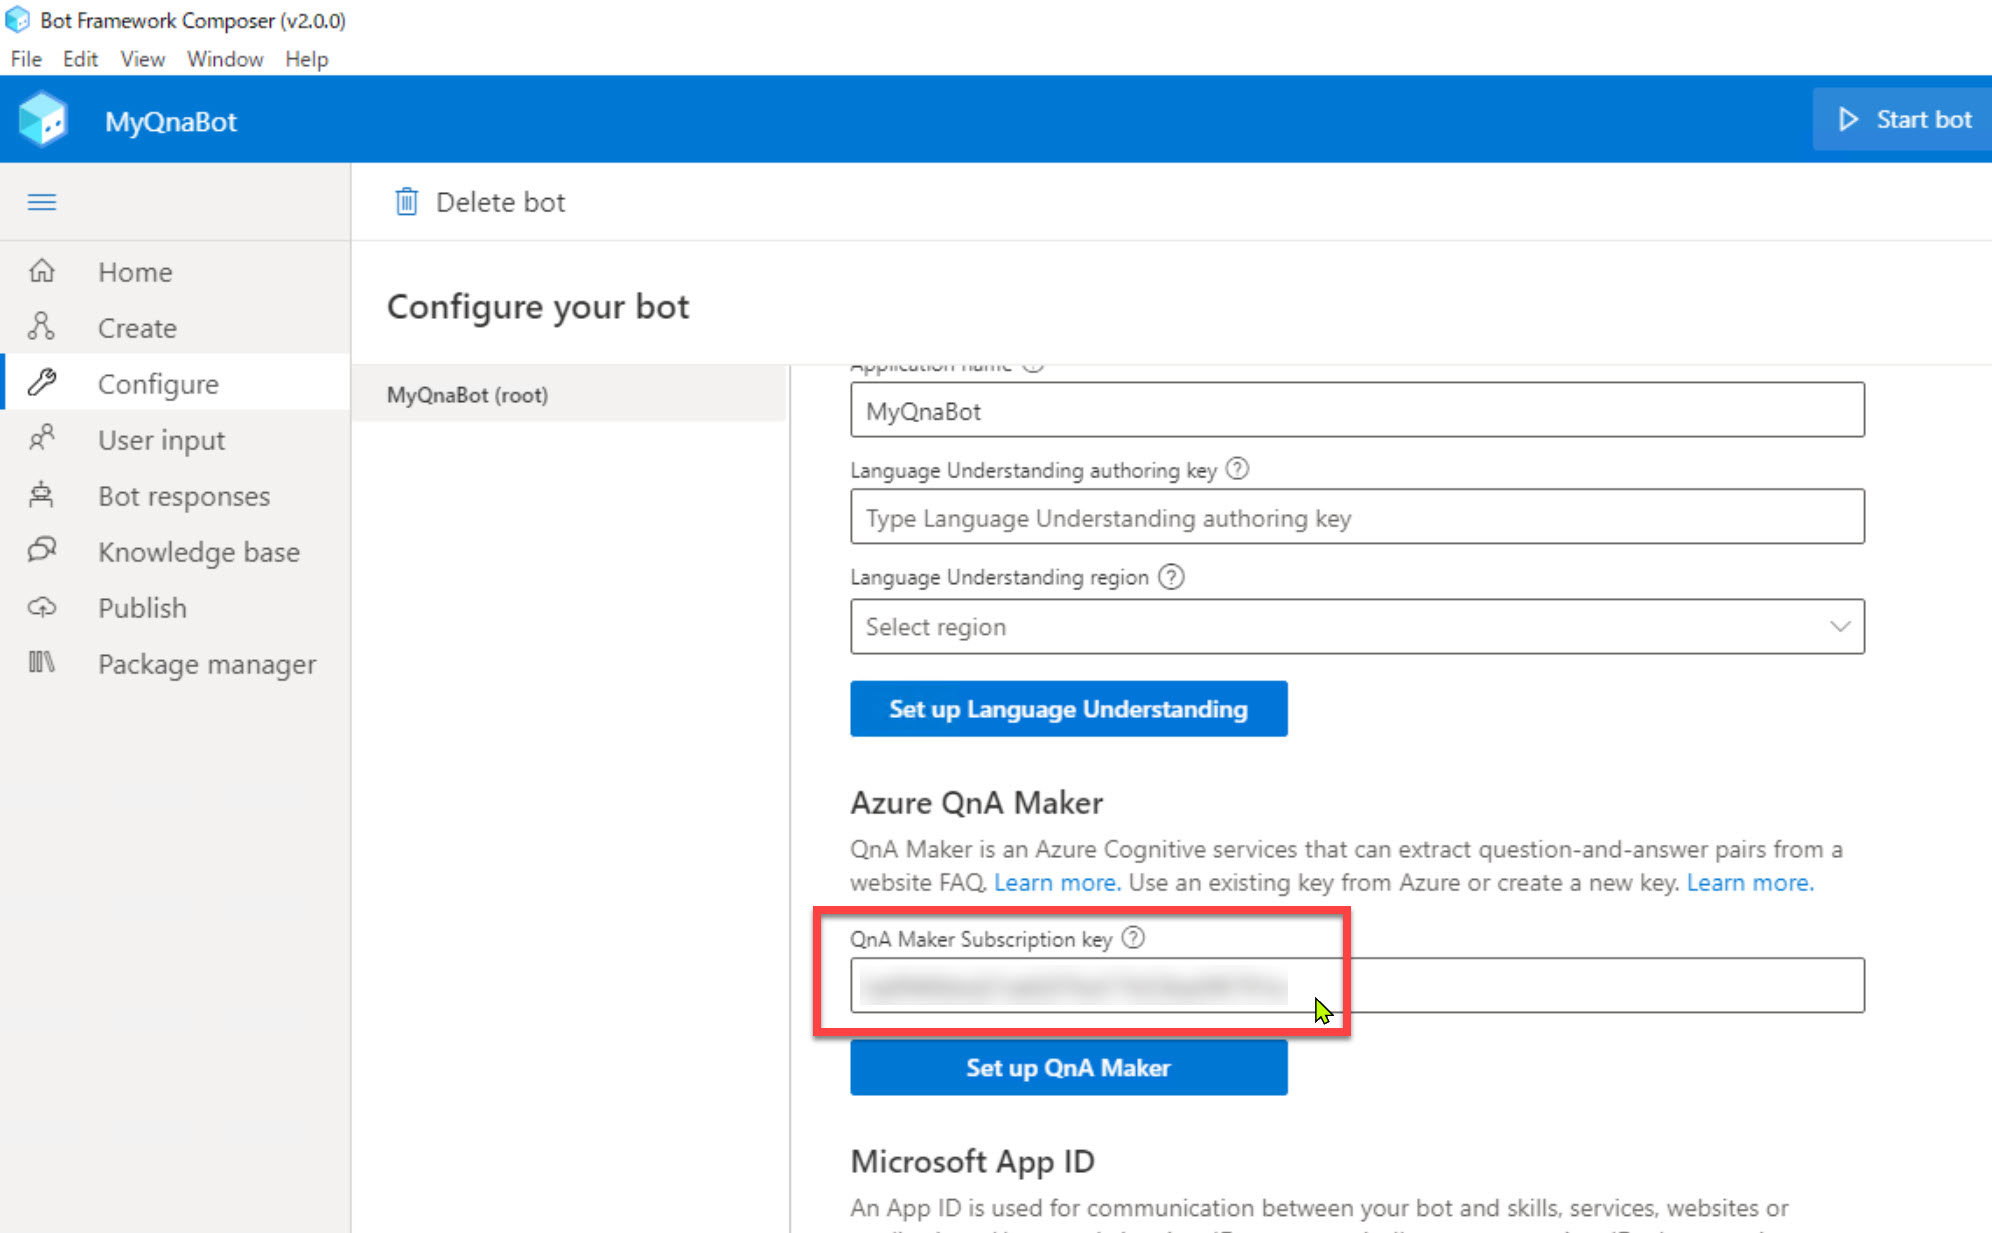 Bot Framework Composer (v2.0.0)
File Edit View Window Help
MyQnaBot
Start bot
Delete bot
Home
Create
Configure
User input
Bot responses
Knowledge base
Publish
Package manager
Configure your bot
MyQnaBot (root)
Application name
MyQnaBot
Language Understanding authoring key
Type Language Understanding authoring key
Language Understanding region
Select region
Set up Language Understanding
Azure QnA Maker
QnA Maker is an Azure Cognitive services that can extract question-and-answer pairs from a
website FAQ. Learn more. Use an existing key from Azure or create a new key. Learn more.
QnA Maker Subscription key
Set up QnA Maker
Microsoft App ID
An App ID is used for communication between your bot and skills, services, websites or